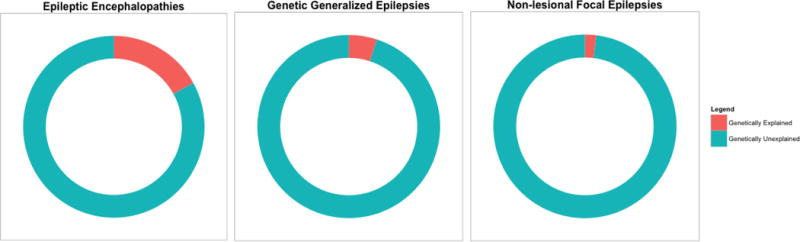 Epileptic Encephalopathies
Genetic Generalized Epilepsies
Non-lesional Focal Epilepsies
Legend
Genetically Explained
Genetically Unexplained